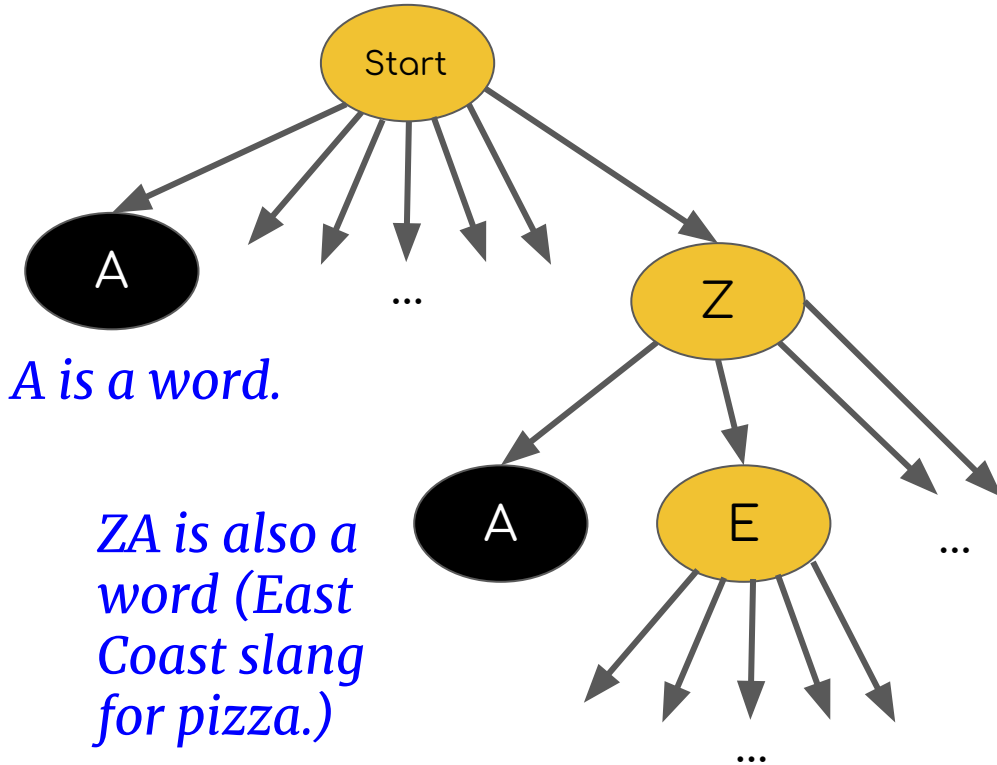 Start
A
...
Z
A is a word.
A
E
ZA is also a
word (East
Coast slang
for pizza.)
...
...